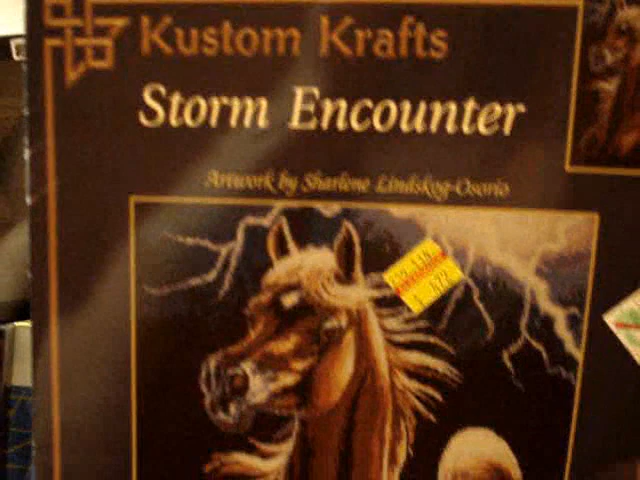 Kustom Krafts
Storm Encounter
Artwork by Sharlene Lindskog-Osorio